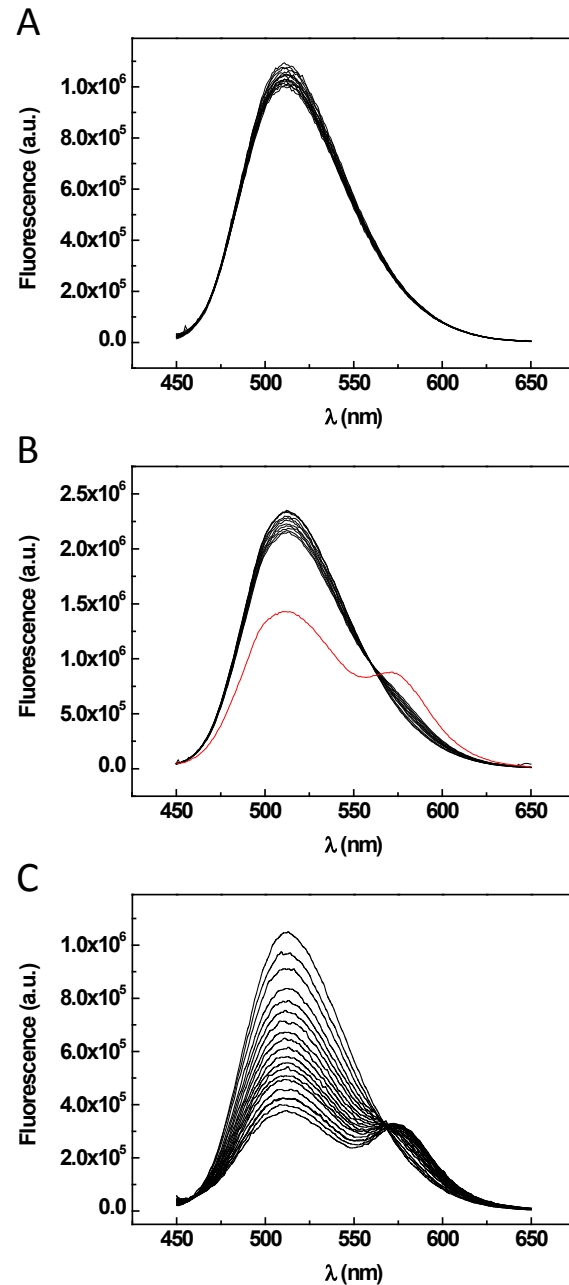 A
Fluorescence (a.u.)
1.0x10⁶
8.0x10⁵
6.0x10⁵
4.0x10⁵
2.0x10⁵
0.0
450 500 550 600 650
λ (nm)
B
Fluorescence (a.u.)
2.5x10⁶
2.0x10⁶
1.5x10⁶
1.0x10⁶
5.0x10⁵
0.0
450 500 550 600 650
λ (nm)
C
Fluorescence (a.u.)
1.0x10⁶
8.0x10⁵
6.0x10⁵
4.0x10⁵
2.0x10⁵
0.0
450 500 550 600 650
λ (nm)